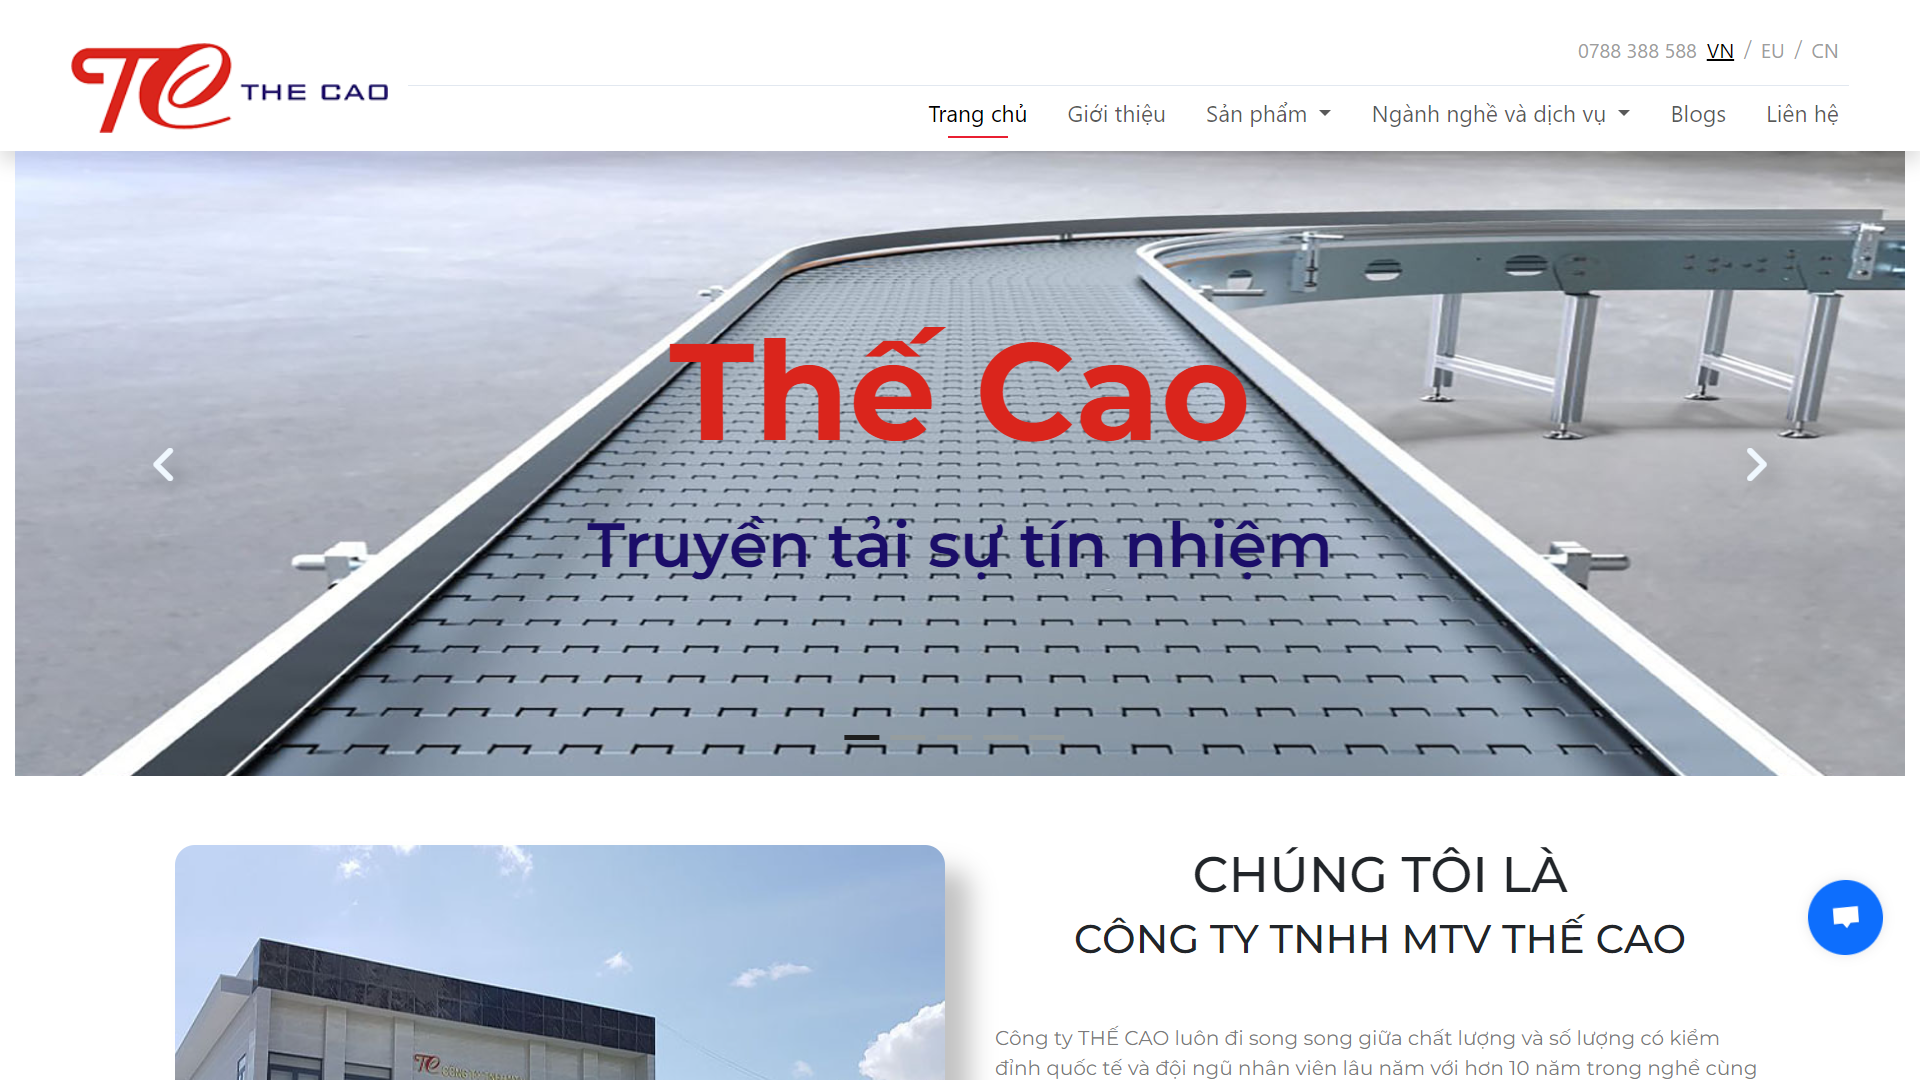 THE CAO
0788 388 588 VN / EU / CN
Trang chủ Giới thiệu Sản phẩm Ngành nghề và dịch vụ Blogs Liên hệ
Thế Cao
Truyền tải sự tín nhiệm
CHÚNG TÔI LÀ
CÔNG TY TNHH MTV THẾ CAO
Công ty THẾ CAO luôn đi song song giữa chất lượng và số lượng có kiểm
đỉnh quốc tế và đội ngũ nhân viên lâu năm với hơn 10 năm trong nghề cùng